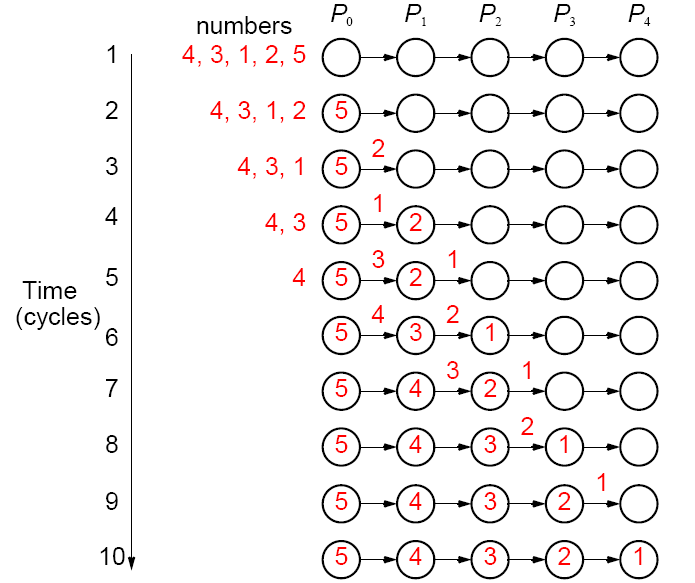 numbers P0 P1 P2 P3 P4
1 4, 3, 1, 2, 5
2 4, 3, 1, 2 5
3 4, 3, 1 5 2
4 4, 3 5 1 2
5 4 5 3 2 1
Time
(cycles)
6 5 4 3 2 1
7 5 4 3 2 1
8 5 4 3 2 1
9 5 4 3 2 1
10 5 4 3 2 1